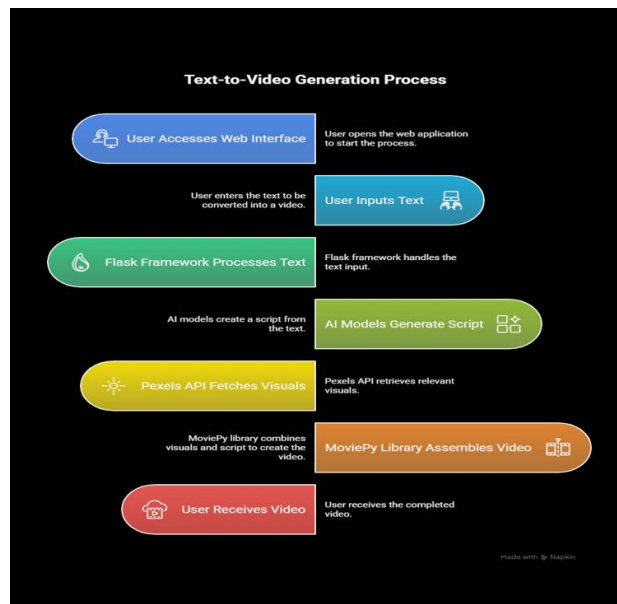 Text-to-Video Generation Process
User Accesses Web Interface
User opens the web application
to start the process.
User enters the text to be
converted into a video.
User Inputs Text
Flask Framework Processes Text
Flask framework handles the
text input.
AI models create a script from
the text.
AI Models Generate Script
Pexels API Fetches Visuals
Pexels API retrieves relevant
visuals.
MoviePy library combines
visuals and script to create the
video.
MoviePy Library Assembles Video
User Receives Video
User receives the completed
video.
Made with Napkin